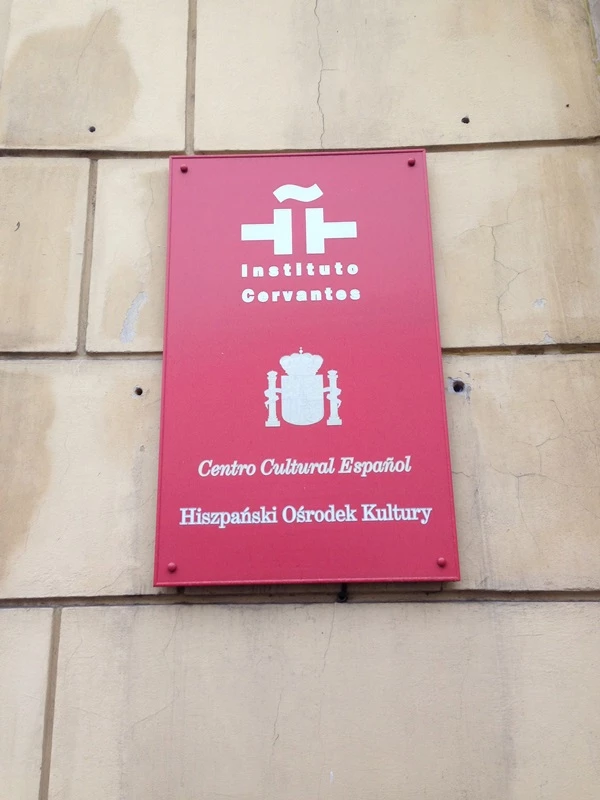 Instituto
Cervantes
Centro Cultural Español
Hiszpański Ośrodek Kultury